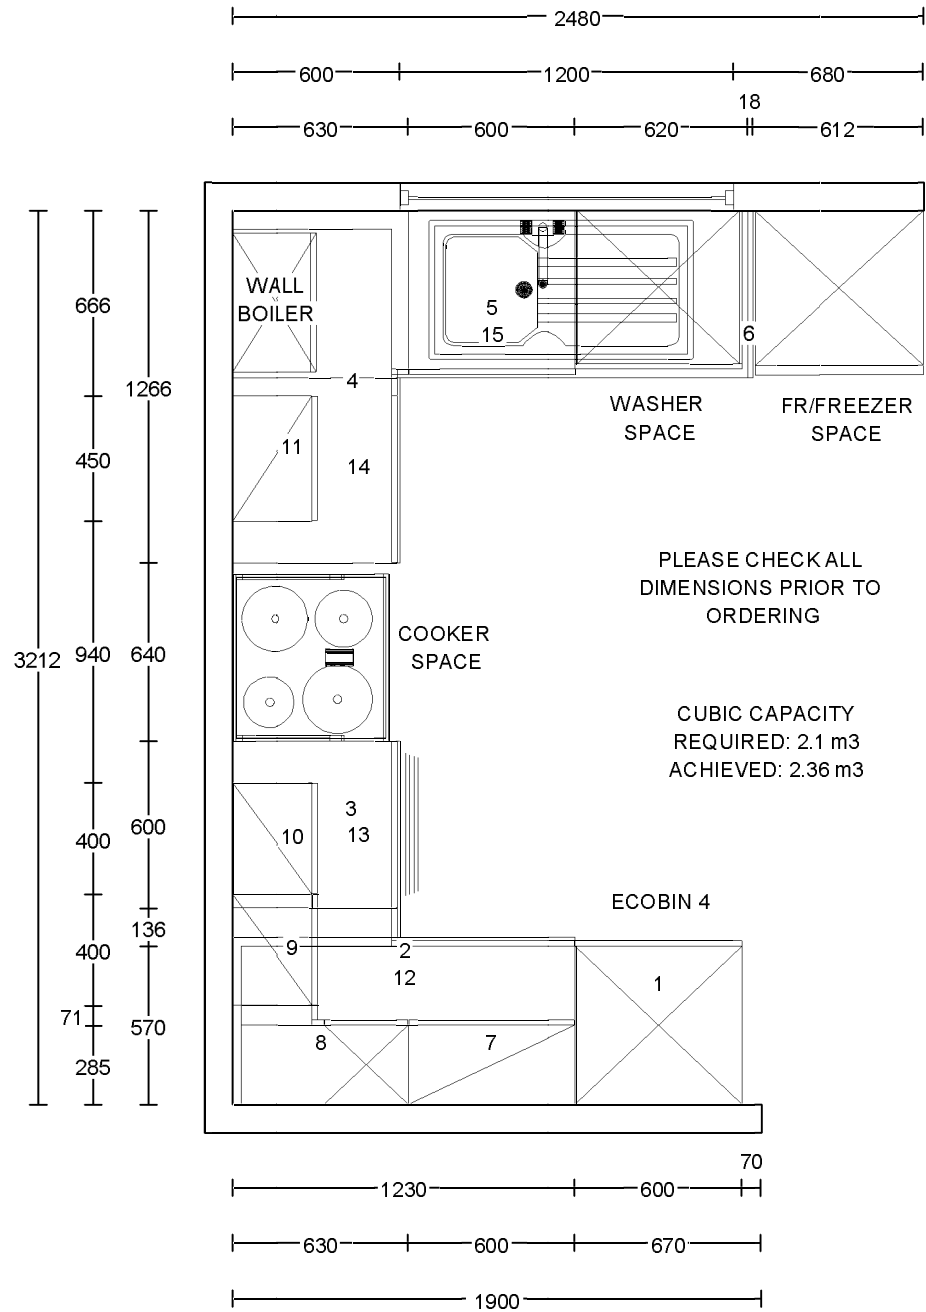 2480
600
1200
680
18
630
600
620
612
WALL
BOILER
5
15
6
666
4
1266
WASHER
SPACE
FR/FREEZER
SPACE
11
14
450
PLEASE CHECK ALL
DIMENSIONS PRIOR TO
ORDERING
COOKER
SPACE
3212
940
640
CUBIC CAPACITY
REQUIRED: 2.1 m3
ACHIEVED: 2.36 m3
3
13
10
600
400
ECOBIN 4
136
9
2
400
12
1
71
570
8
7
285
70
1230
600
630
600
670
1900